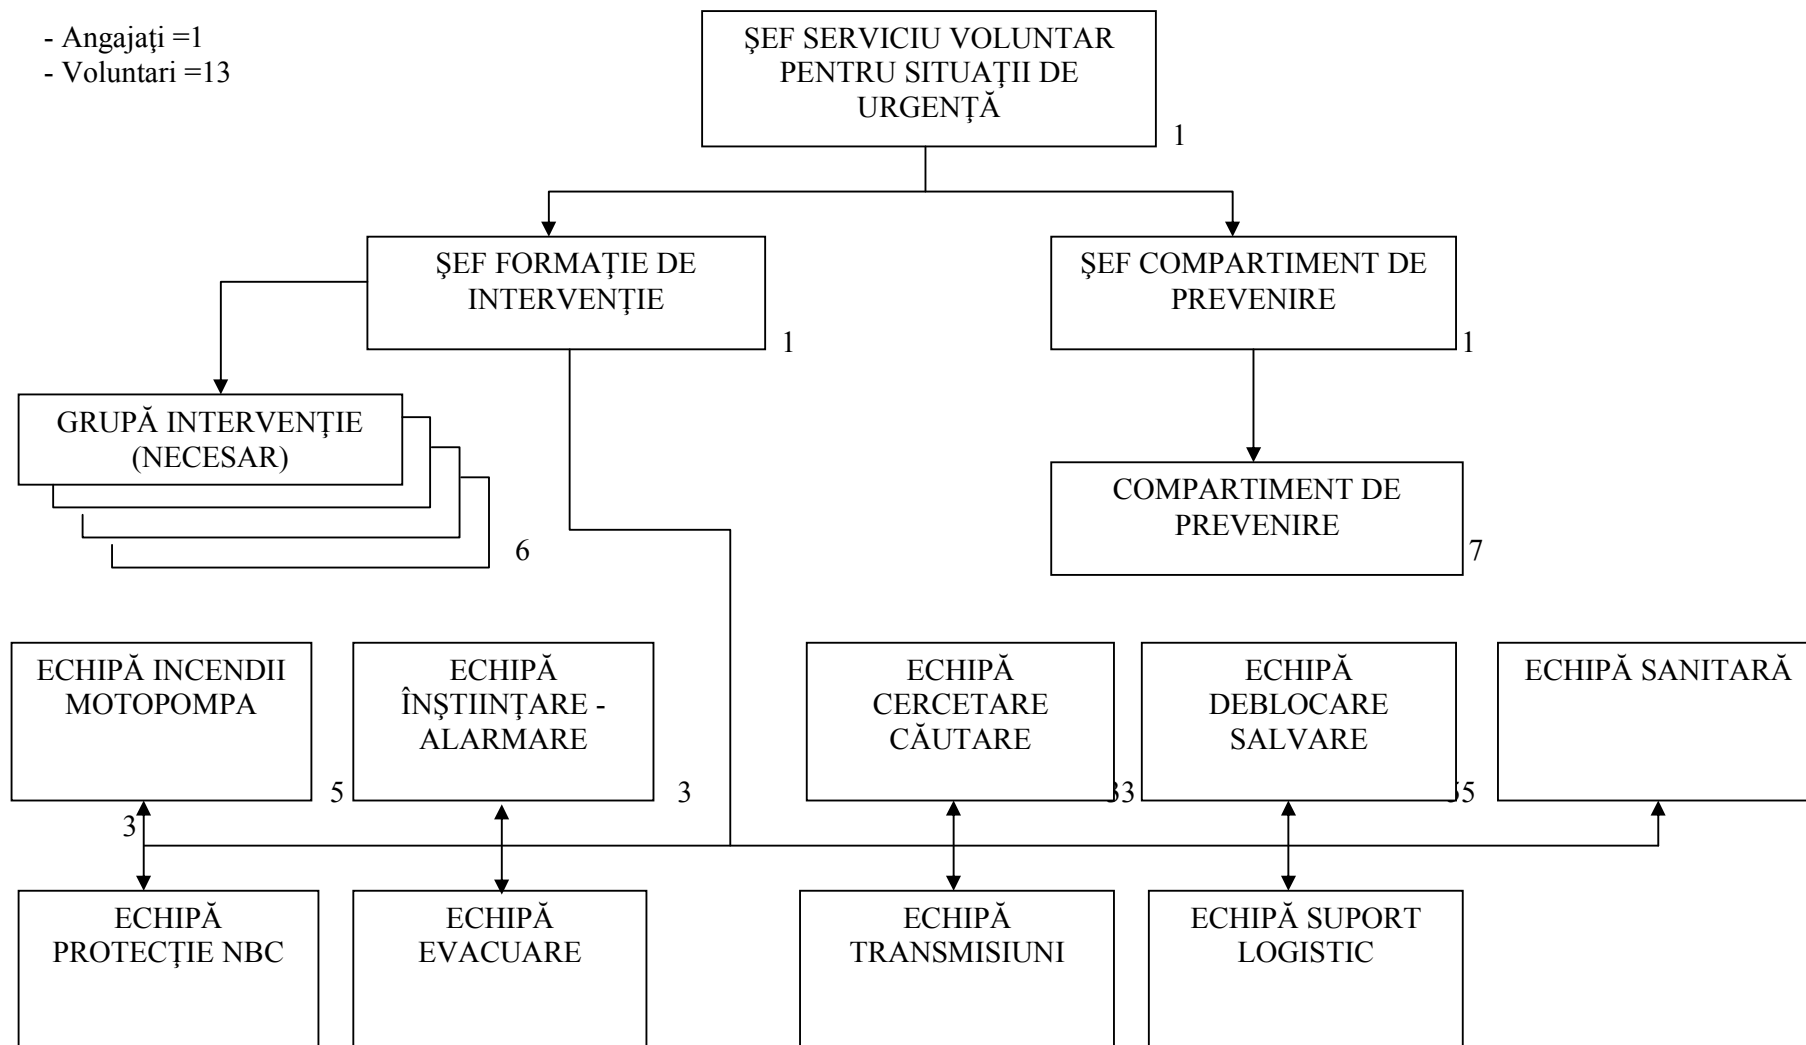 - Angajaţi =1
- Voluntari =13
ŞEF SERVICIU VOLUNTAR
PENTRU SITUAŢII DE
URGENŢĂ
1
ŞEF FORMAŢIE DE
INTERVENŢIE
1
ŞEF COMPARTIMENT DE
PREVENIRE
1
GRUPĂ INTERVENŢIE
(NECESAR)
6
COMPARTIMENT DE
PREVENIRE
7
ECHIPĂ INCENDII
MOTOPOMPA
5
ECHIPĂ
ÎNŞTIINŢARE -
ALARMARE
3
ECHIPĂ
CERCETARE
CĂUTARE
33
ECHIPĂ
DEBLOCARE
SALVARE
55
ECHIPĂ SANITARĂ
3
ECHIPĂ
PROTECŢIE NBC
ECHIPĂ
EVACUARE
ECHIPĂ
TRANSMISIUNI
ECHIPĂ SUPORT
LOGISTIC